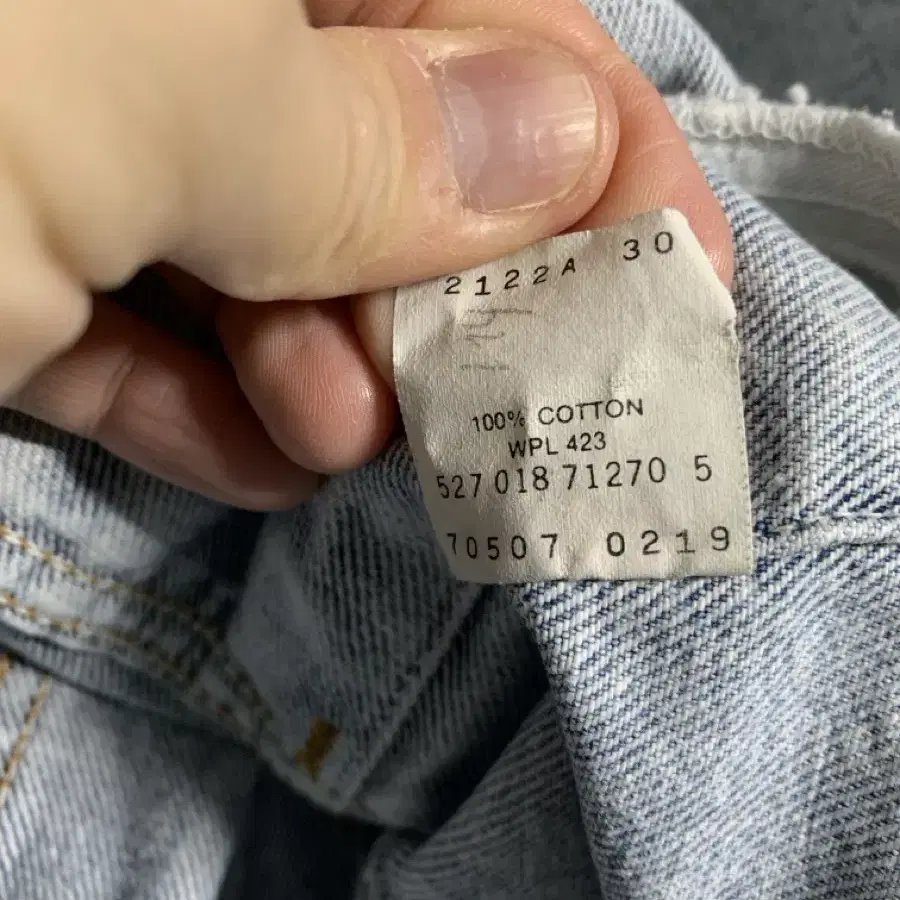 2122A 30
100% COTTON
WPL 423
527 018 71270 5
70507 0219